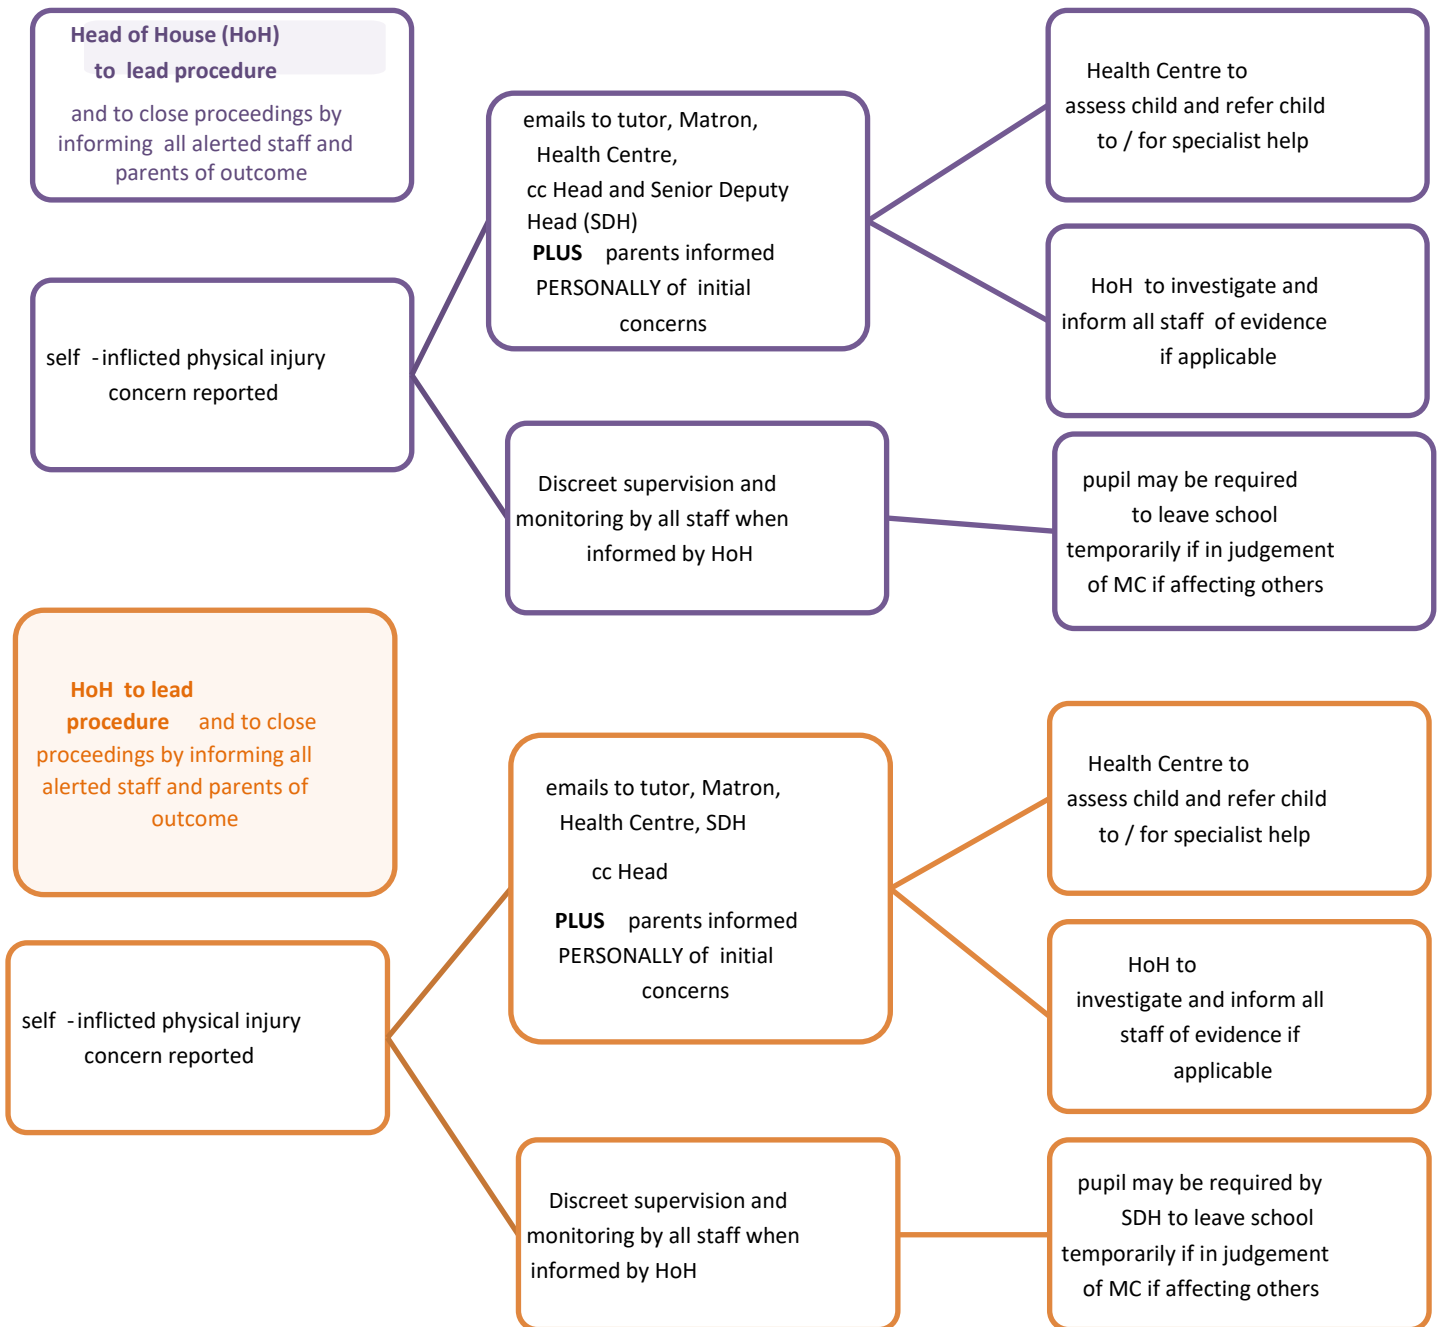 Head of House (HoH)
to lead procedure
and to close proceedings by
informing all alerted staff and
parents of outcome
self -inflicted physical injury
concern reported
emails to tutor, Matron,
Health Centre,
cc Head and Senior Deputy
Head (SDH)
PLUS parents informed
PERSONALLY of initial
concerns
Discreet supervision and
monitoring by all staff when
informed by HoH
Health Centre to
assess child and refer child
to / for specialist help
HoH to investigate and
inform all staff of evidence
if applicable
pupil may be required
to leave school
temporarily if in judgement
of MC if affecting others
HoH to lead
procedure and to close
proceedings by informing all
alerted staff and parents of
outcome
self -inflicted physical injury
concern reported
emails to tutor, Matron,
Health Centre, SDH
cc Head
PLUS parents informed
PERSONALLY of initial
concerns
Discreet supervision and
monitoring by all staff when
informed by HoH
Health Centre to
assess child and refer child
to / for specialist help
HoH to
investigate and inform all
staff of evidence if
applicable
pupil may be required by
SDH to leave school
temporarily if in judgement
of MC if affecting others